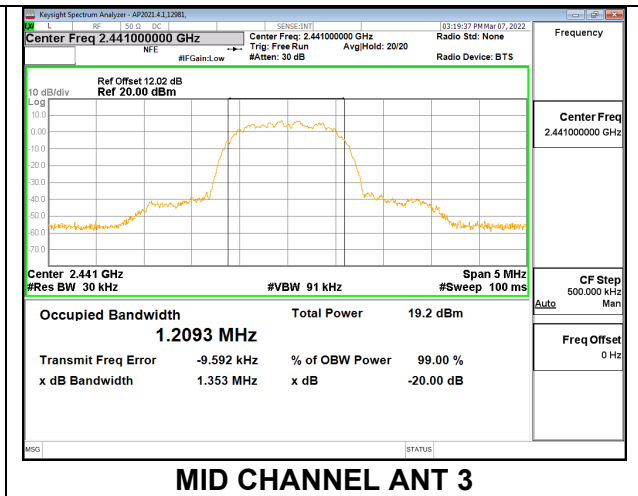 Keysight Spectrum Analyzer - AP2021.4.1,12981,
L RF 50 Ω DC SENSE:INT 03:19:37 PM Mar 07, 2022
Center Freq 2.441000000 GHz Center Freq: 2.441000000 GHz Radio Std: None Frequency
NFE Trig: Free Run Avg|Hold: 20/20
#IFGain:Low #Atten: 30 dB Radio Device: BTS
Ref Offset 12.02 dB
10 dB/div Ref 20.00 dBm
Log
10.0
0.00
-10.0
-20.0
-30.0
-40.0
-50.0
-60.0
-70.0
Center 2.441 GHz Span 5 MHz
#Res BW 30 kHz #VBW 91 kHz #Sweep 100 ms
Center Freq
2.441000000 GHz
CF Step
500.000 kHz
Auto Man
Freq Offset
0 Hz
Occupied Bandwidth Total Power 19.2 dBm
1.2093 MHz
Transmit Freq Error -9.592 kHz % of OBW Power 99.00 %
x dB Bandwidth 1.353 MHz x dB -20.00 dB
MSG STATUS
MID CHANNEL ANT 3